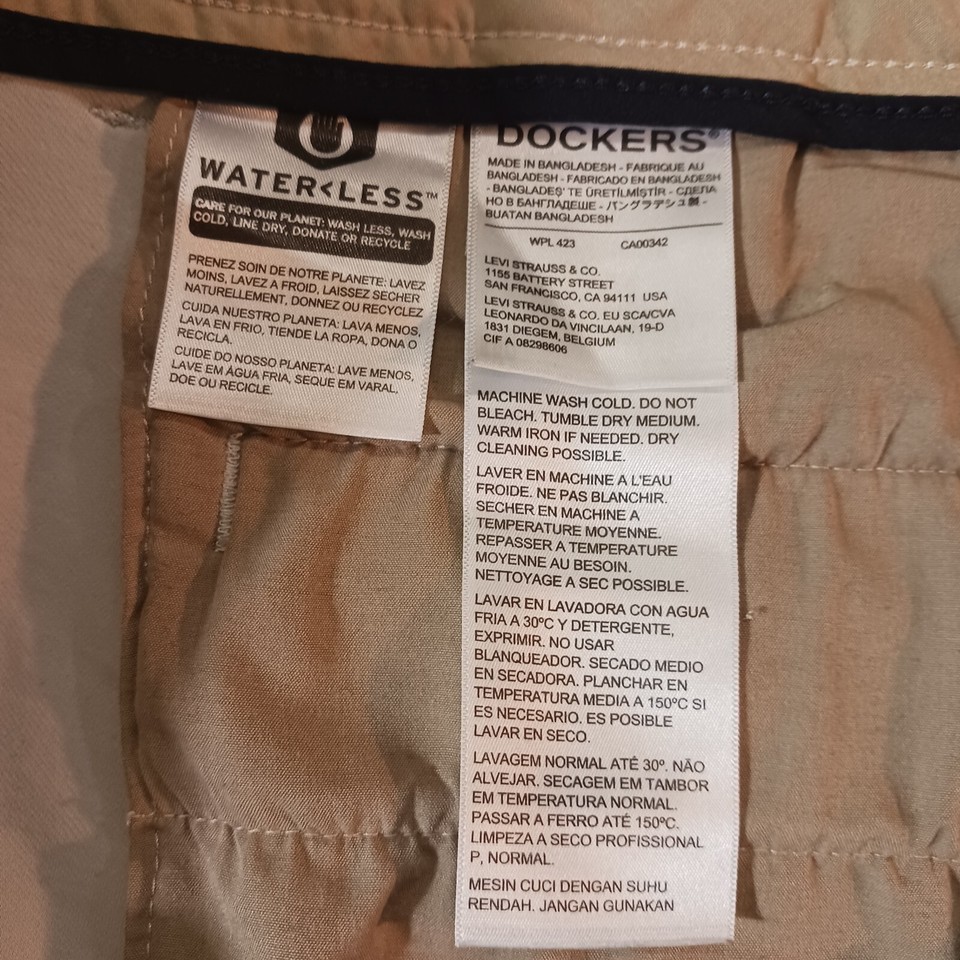 WATER<LESS™
CARE FOR OUR PLANET: WASH LESS, WASH
COLD, LINE DRY, DONATE OR RECYCLE
PRENEZ SOIN DE NOTRE PLANETE: LAVEZ
MOINS, LAVEZ A FROID, LAISSEZ SECHER
NATURELLEMENT, DONNEZ OU RECYCLEZ
CUIDA NUESTRO PLANETA: LAVA MENOS,
LAVA EN FRIO, TIENDE LA ROPA, DONA O
RECICLA.
CUIDE DO NOSSO PLANETA: LAVE MENOS,
LAVE EM ÁGUA FRIA, SEQUE EM VARAL,
DOE OU RECICLE.
DOCKERS®
MADE IN BANGLADESH - FABRIQUE AU
BANGLADESH - FABRICADO EN BANGLADESH
- BANGLADEŞ' TE ÜRETİLMİŞTİR - СДЕЛА
НО В БАНГЛАДЕШЕ - バングラデシュ製 -
BUATAN BANGLADESH
WPL 423 CA00342
LEVI STRAUSS & CO.
1155 BATTERY STREET
SAN FRANCISCO, CA 94111 USA
LEVI STRAUSS & CO. EU SCA/CVA
LEONARDO DA VINCILAAN, 19-D
1831 DIEGEM, BELGIUM
CIF A 08298606
MACHINE WASH COLD. DO NOT
BLEACH. TUMBLE DRY MEDIUM.
WARM IRON IF NEEDED. DRY
CLEANING POSSIBLE.
LAVER EN MACHINE A L'EAU
FROIDE. NE PAS BLANCHIR.
SECHER EN MACHINE A
TEMPERATURE MOYENNE.
REPASSER A TEMPERATURE
MOYENNE AU BESOIN.
NETTOYAGE A SEC POSSIBLE.
LAVAR EN LAVADORA CON AGUA
FRIA A 30ºC Y DETERGENTE,
EXPRIMIR. NO USAR
BLANQUEADOR. SECADO MEDIO
EN SECADORA. PLANCHAR EN
TEMPERATURA MEDIA A 150ºC SI
ES NECESARIO. ES POSIBLE
LAVAR EN SECO.
LAVAGEM NORMAL ATÉ 30º. NÃO
ALVEJAR. SECAGEM EM TAMBOR
EM TEMPERATURA NORMAL.
PASSAR A FERRO ATÉ 150ºC.
LIMPEZA A SECO PROFISSIONAL
P, NORMAL.
MESIN CUCI DENGAN SUHU
RENDAH. JANGAN GUNAKAN